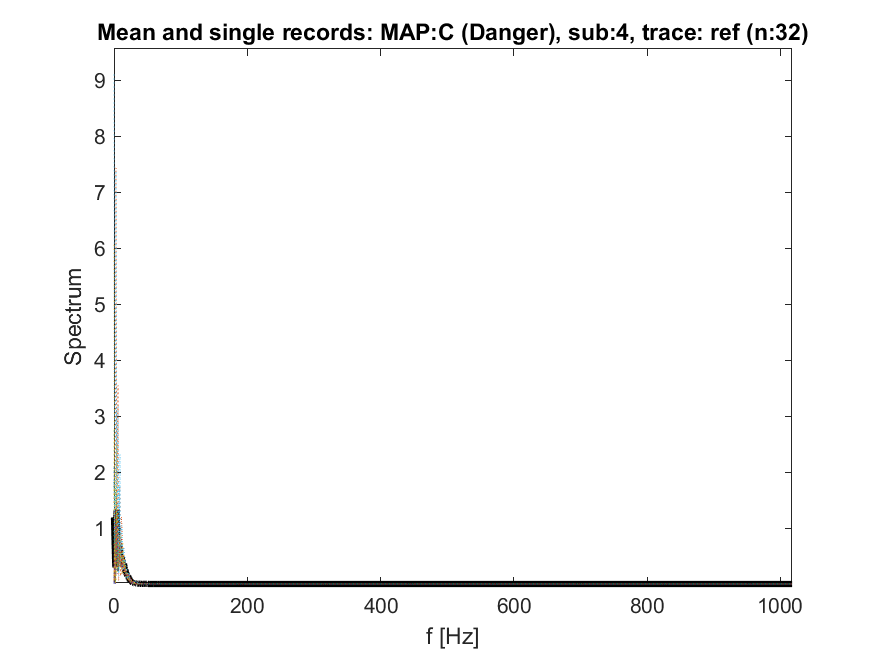 Mean and single records: MAP:C (Danger), sub:4, trace: ref (n:32)
9
8
7
6
5
4
3
2
1
Spectrum
0 200 400 600 800 1000
f [Hz]